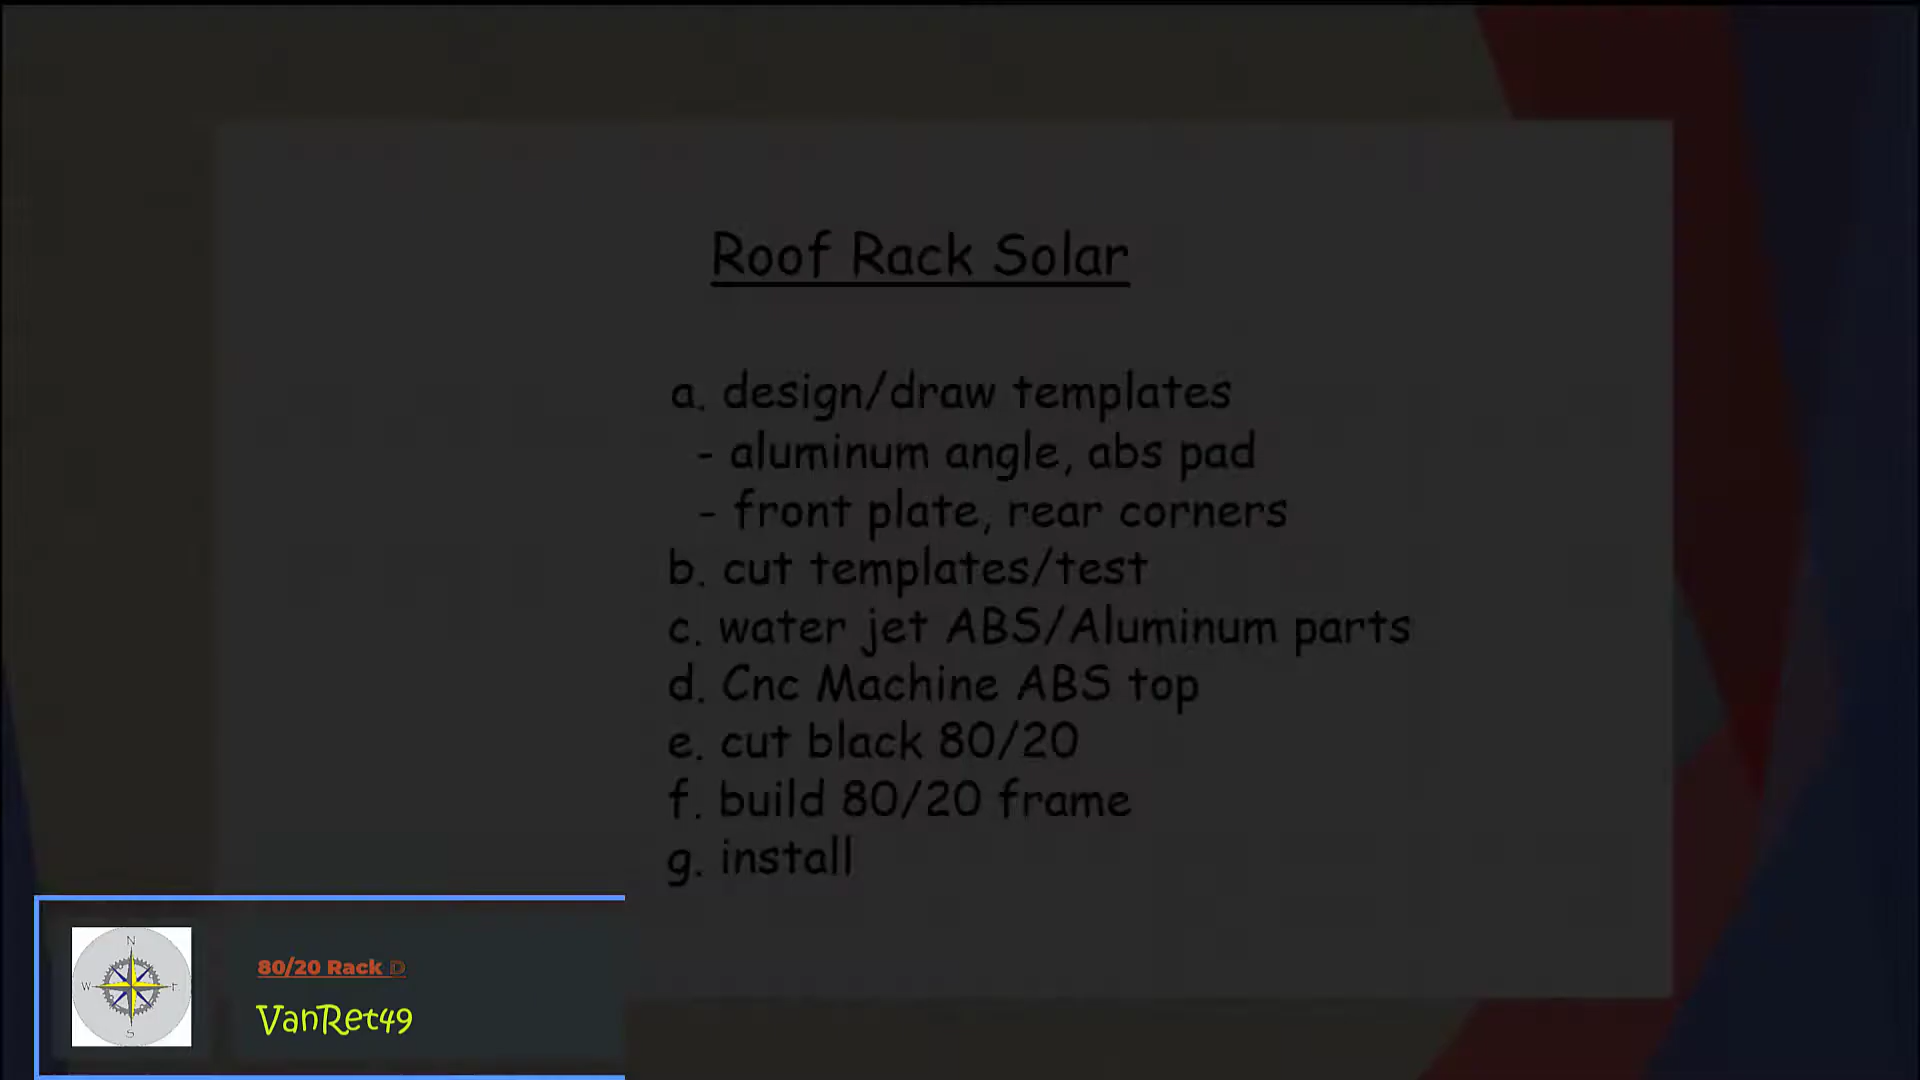 Roof Rack Solar
a. design/draw templates
- aluminum angle, abs pad
- front plate, rear corners
b. cut templates/test
c. water jet ABS/Aluminum parts
d. Cnc Machine ABS top
e. cut black 80/20
f. build 80/20 frame
g. install
N
W
E
S
80/20 Rack D
VanRet49